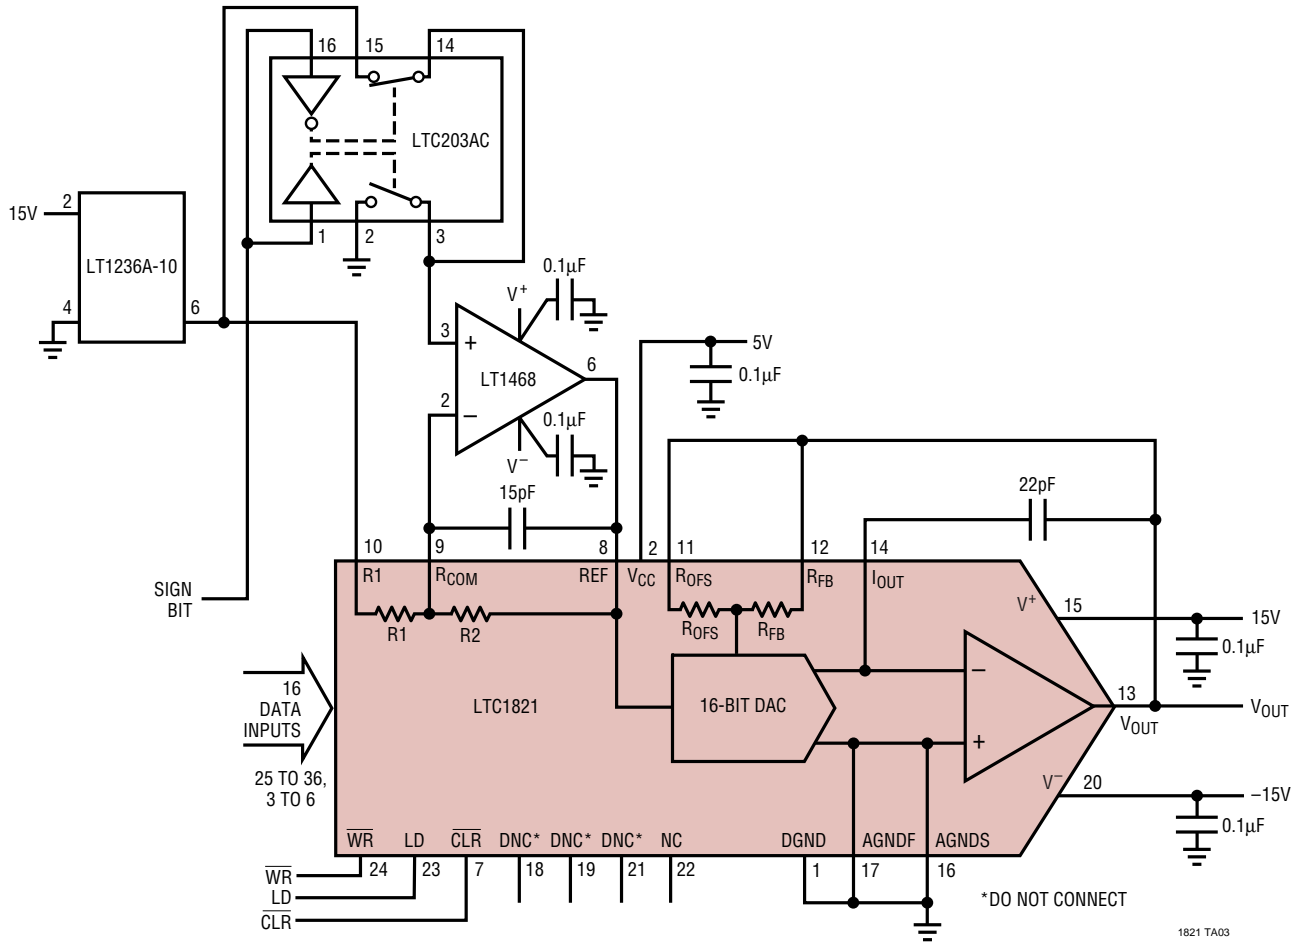 16 15 14
LTC203AC
1 2 3
15V
2
LT1236A-10
4
6
0.1µF
V+
3
+
LT1468
6
2
–
0.1µF
V–
15pF
5V
0.1µF
22pF
10 9 8 2 11 12 14
R1 RCOM REF VCC ROFS RFB IOUT
V+
15
15V
0.1µF
SIGN
BIT
R1 R2 ROFS RFB
16
DATA
INPUTS
LTC1821
16-BIT DAC
–
+
13
VOUT
VOUT
25 TO 36,
3 TO 6
V–
20
–15V
0.1µF
WR LD CLR DNC* DNC* DNC* NC DGND AGNDF AGNDS
24 23 7 18 19 21 22 1 17 16
WR
LD
CLR
*DO NOT CONNECT
1821 TA03